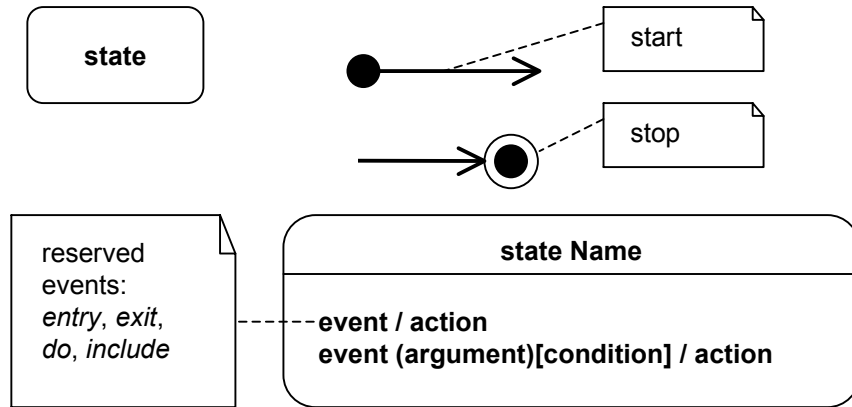 state
start
stop
reserved
events:
entry, exit,
do, include
state Name
event / action
event (argument)[condition] / action